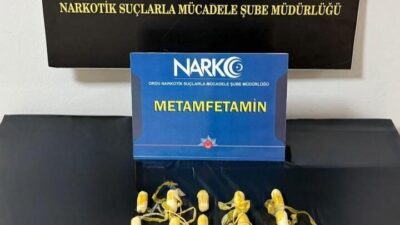 NARKOTİK SUÇLARLA MÜCADELE ŞUBE MÜDÜRLÜĞÜ
NARKO
ORDU NARKOTİK SUÇLARLA MÜCADELE ŞUBE MÜDÜRLÜĞÜ
METAMFETAMİN